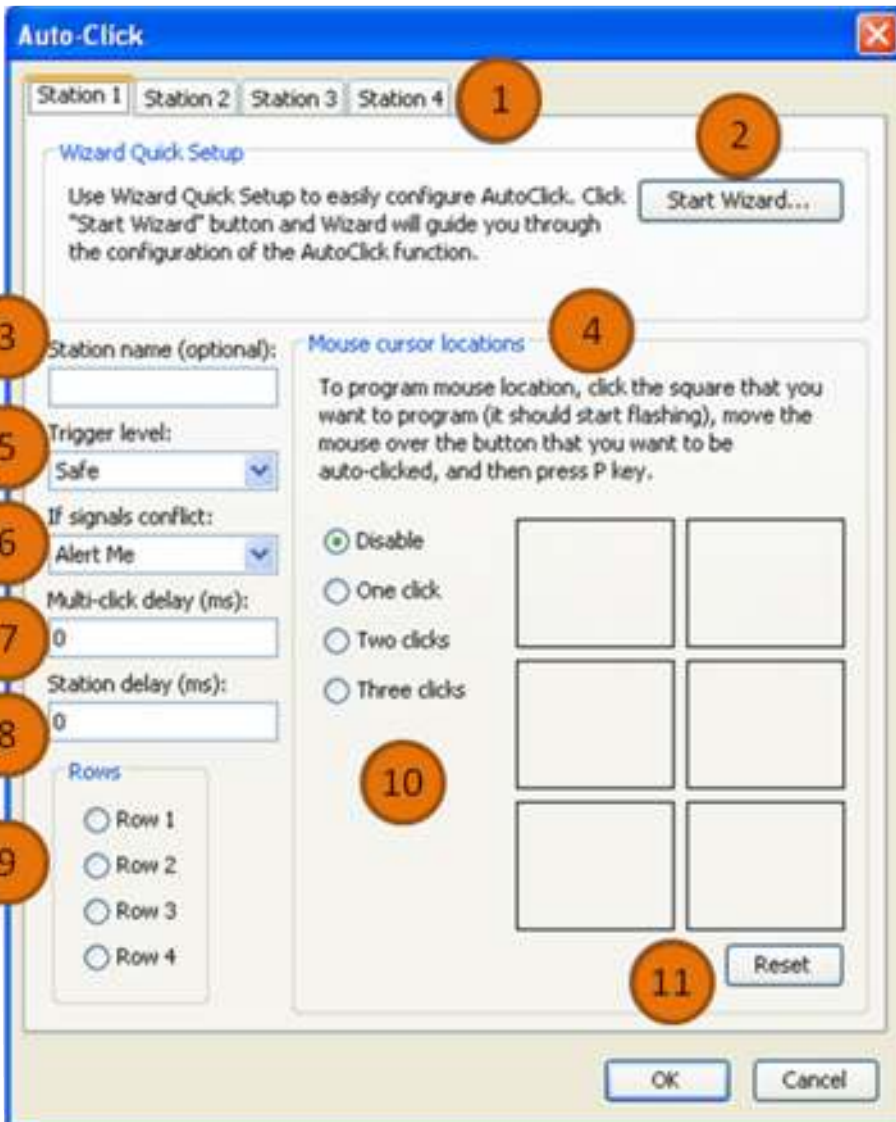 Auto-Click
Station 1 Station 2 Station 3 Station 4
1
2
Wizard Quick Setup
Use Wizard Quick Setup to easily configure AutoClick. Click
"Start Wizard" button and Wizard will guide you through
the configuration of the AutoClick function.
Start Wizard...
3
Station name (optional):
4
Mouse cursor locations
To program mouse location, click the square that you
want to program (it should start flashing), move the
mouse over the button that you want to be
auto-clicked, and then press P key.
5
Trigger level:
Safe
6
If signals conflict:
Alert Me
7
Multi-click delay (ms):
0
8
Station delay (ms):
0
9
Rows
Row 1
Row 2
Row 3
Row 4
Disable
One click
Two clicks
Three clicks
10
11
Reset
OK
Cancel